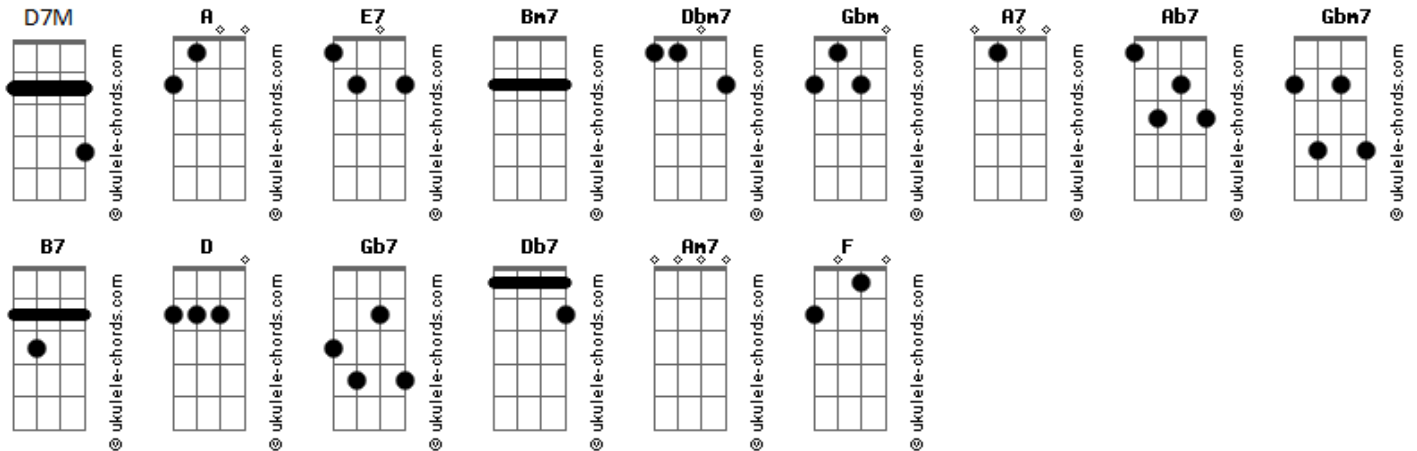 D7M A E7 Bm7 Dbm7 Gbm A7 Ab7 Gbm7
© ukulele-chords.com © ukulele-chords.com © ukulele-chords.com © ukulele-chords.com © ukulele-chords.com © ukulele-chords.com © ukulele-chords.com © ukulele-chords.com © ukulele-chords.com
B7 D Gb7 Db7 Am7 F
© ukulele-chords.com © ukulele-chords.com © ukulele-chords.com © ukulele-chords.com © ukulele-chords.com © ukulele-chords.com